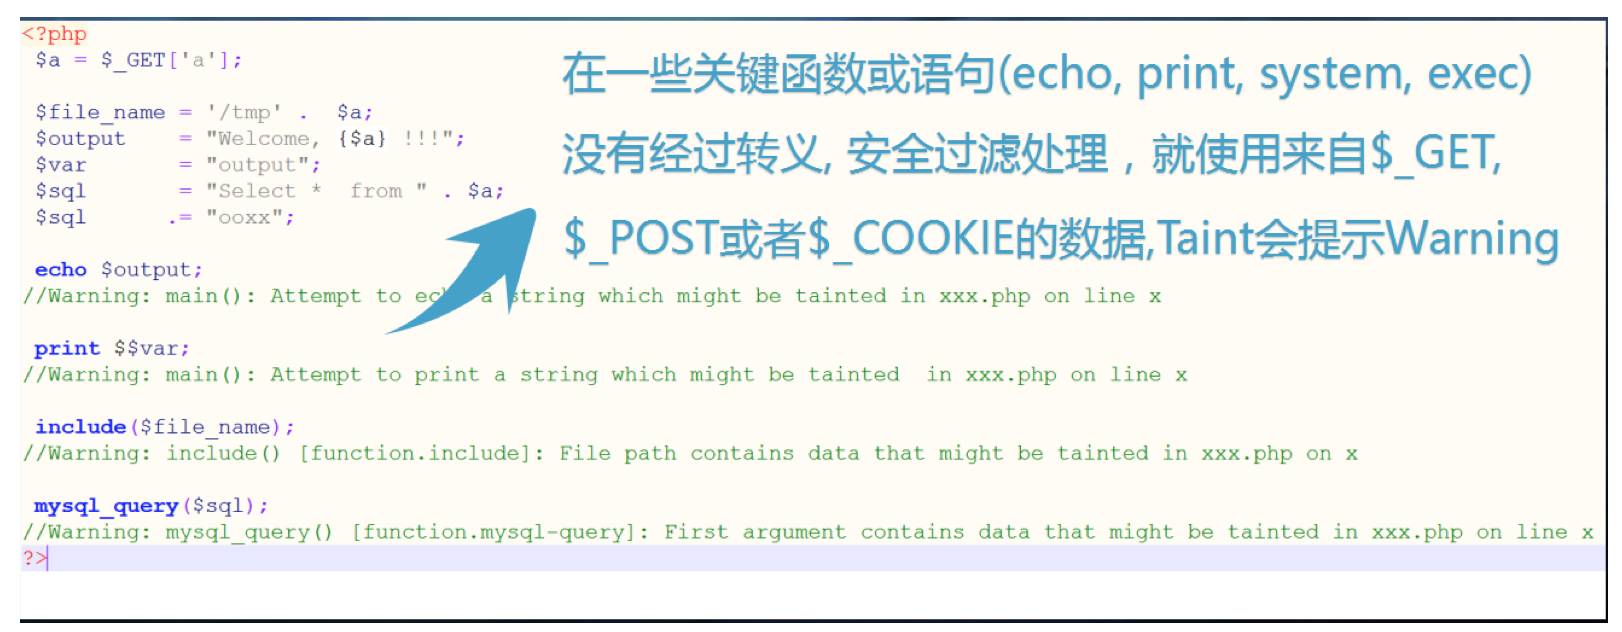 <?php
$a = $_GET['a'];
在一些关键函数或语句(echo, print, system, exec)
没有经过转义, 安全过滤处理，就使用来自$_GET,
$_POST或者$_COOKIE的数据,Taint会提示Warning
$file_name = '/tmp' .  $a;
$output    = "Welcome, {$a} !!!";
$var       = "output";
$sql       = "Select *  from " . $a;
$sql      .= "ooxx";
echo $output;
//Warning: main(): Attempt to echo a string which might be tainted in xxx.php on line x
print $$var;
//Warning: main(): Attempt to print a string which might be tainted  in xxx.php on line x
include($file_name);
//Warning: include() [function.include]: File path contains data that might be tainted in xxx.php on x
mysql_query($sql);
//Warning: mysql_query() [function.mysql-query]: First argument contains data that might be tainted in xxx.php on line x
?>